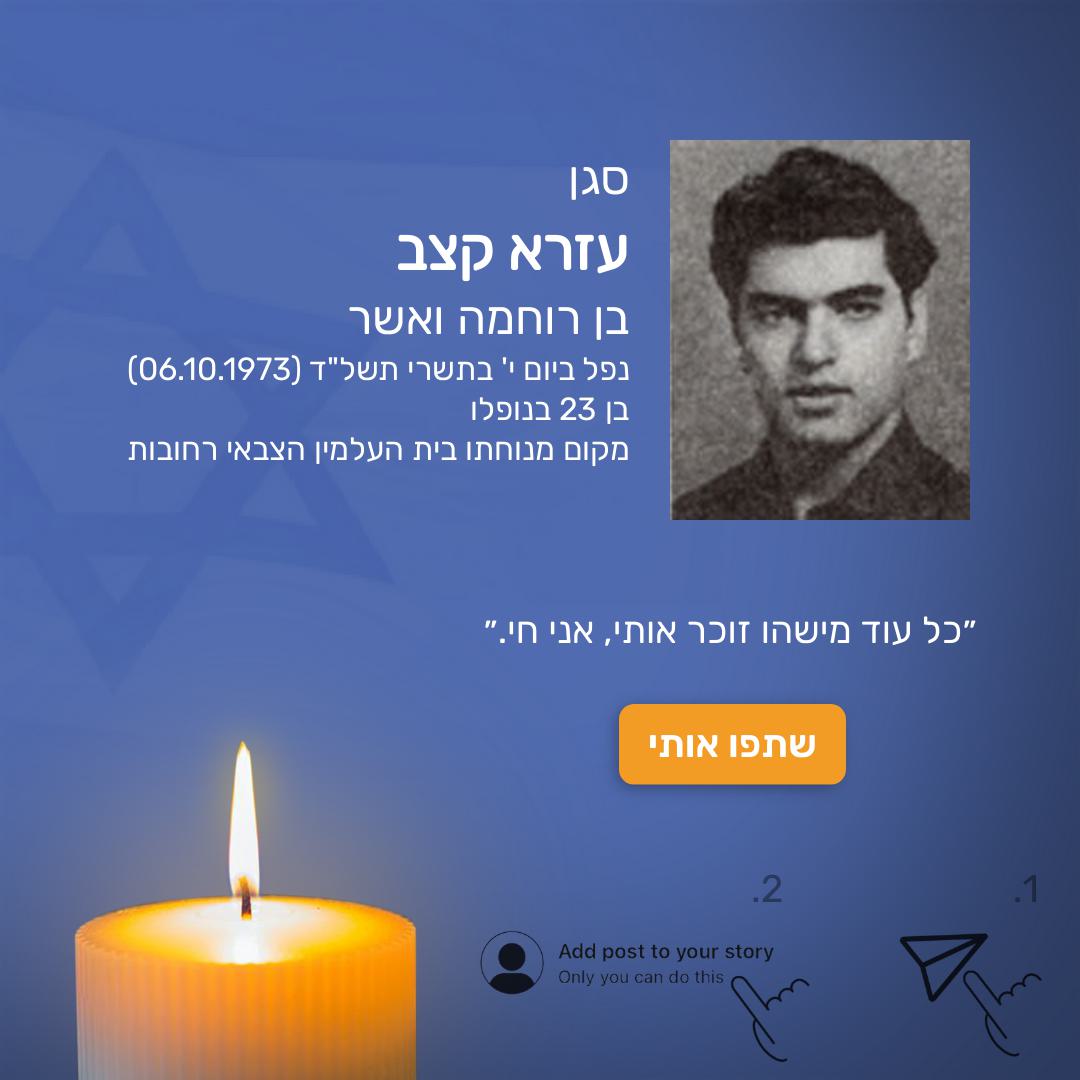 סגן
עזרא קצב
בן רוחמה ואשר
נפל ביום י' בתשרי תשל"ד (06.10.1973)
בן 23 בנופלו
מקום מנוחתו בית העלמין הצבאי רחובות
״כל עוד מישהו זוכר אותי, אני חי.״
שתפו אותי
1.
2.
Add post to your story
Only you can do this